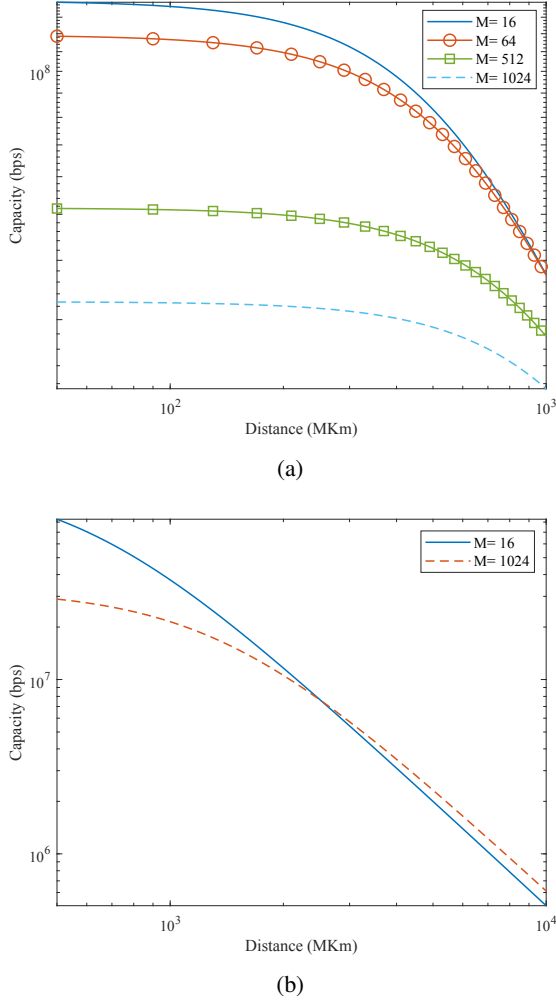 M= 16
M= 64
M= 512
M= 1024
10^8
Capacity (bps)
10^2
10^3
Distance (MKm)
(a)
M= 16
M= 1024
10^7
10^6
Capacity (bps)
10^3
10^4
Distance (MKm)
(b)